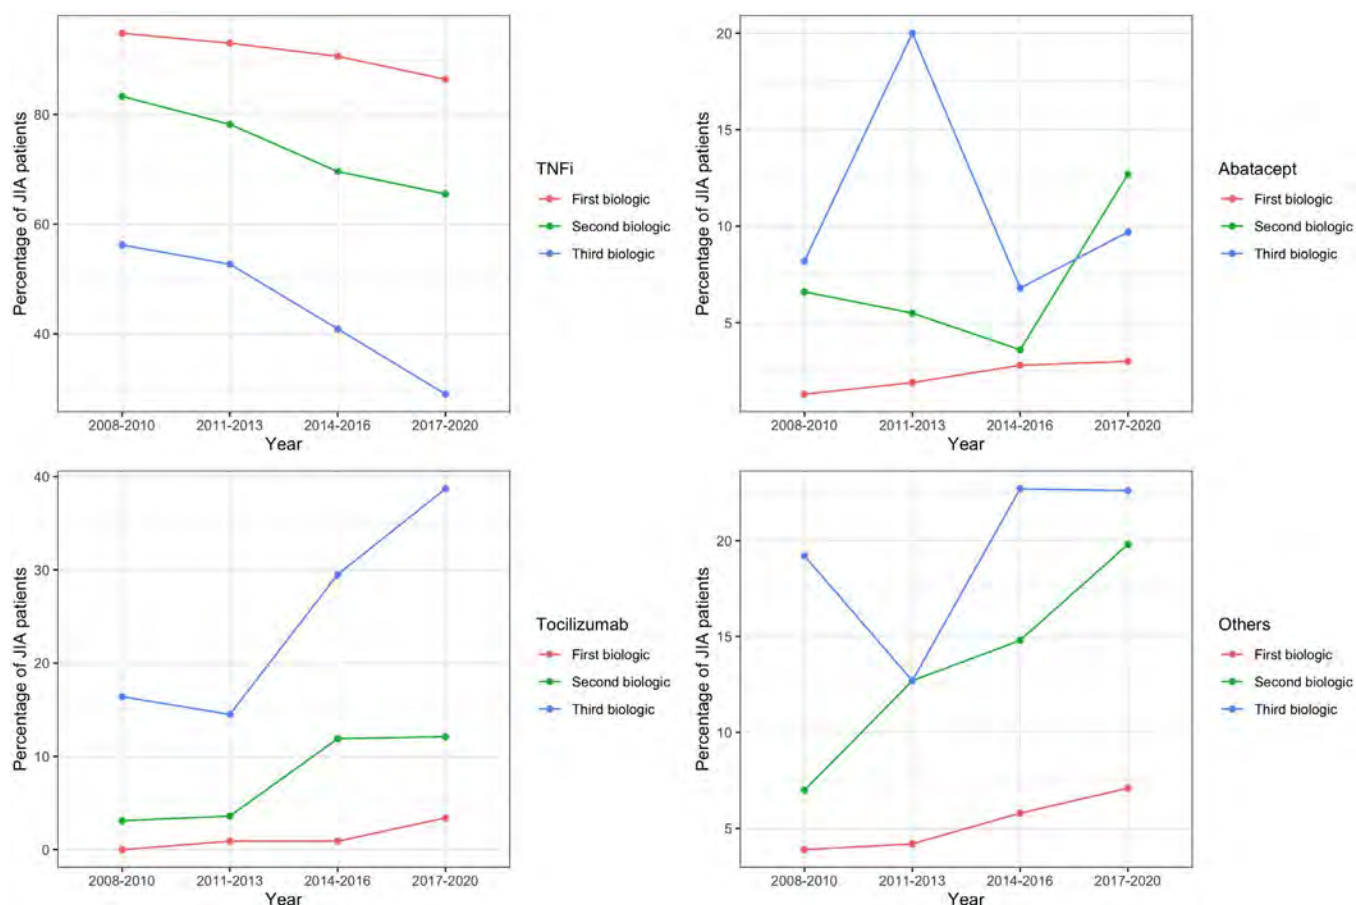 Percentage of JIA patients
80
60
40
2008-2010
2011-2013
2014-2016
2017-2020
Year
TNFi
First biologic
Second biologic
Third biologic
Percentage of JIA patients
20
15
10
5
2008-2010
2011-2013
2014-2016
2017-2020
Year
Abatacept
First biologic
Second biologic
Third biologic
Percentage of JIA patients
40
30
20
10
0
2008-2010
2011-2013
2014-2016
2017-2020
Year
Tocilizumab
First biologic
Second biologic
Third biologic
Percentage of JIA patients
20
15
10
5
2008-2010
2011-2013
2014-2016
2017-2020
Year
Others
First biologic
Second biologic
Third biologic